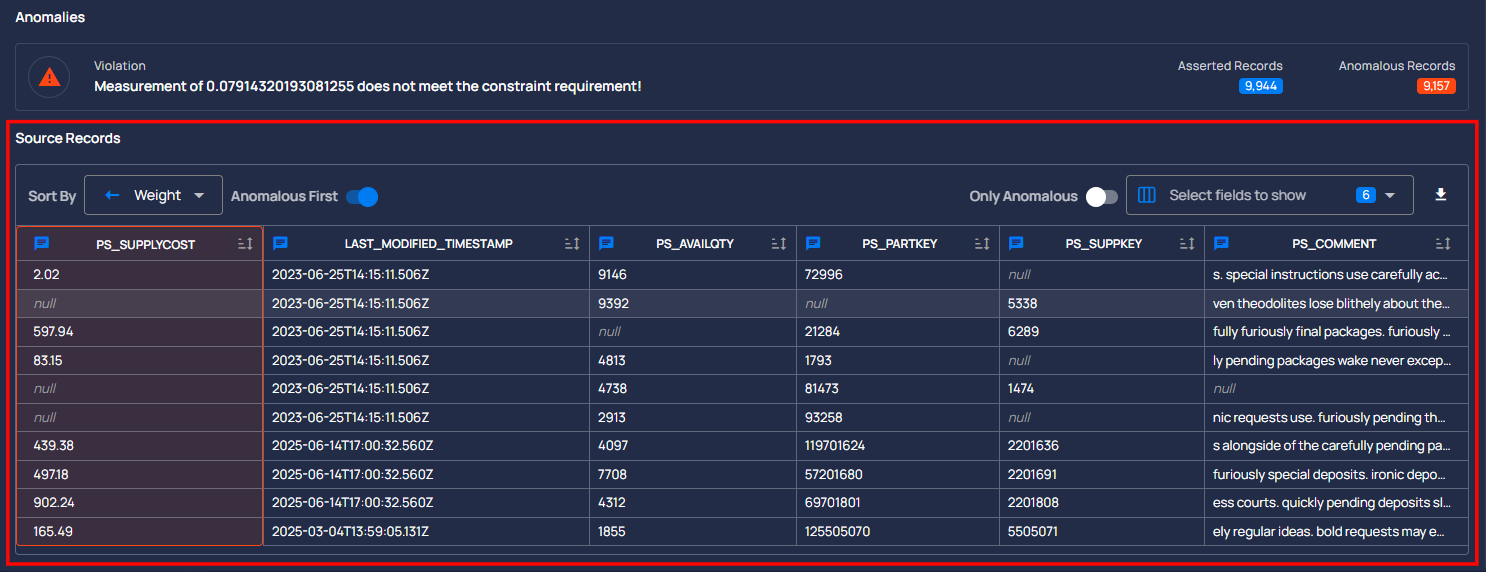 Anomalies
Violation Asserted Records Anomalous Records
Measurement of 0.07914320193081255 does not meet the constraint requirement! 9,944 9,157
Source Records
Sort By Weight Anomalous First Only Anomalous Select fields to show 6
PS_SUPPLYCOST LAST_MODIFIED_TIMESTAMP PS_AVAILQTY PS_PARTKEY PS_SUPPKEY PS_COMMENT
2.02 2023-06-25T14:15:11.506Z 9146 72996 null s. special instructions use carefully ac...
null 2023-06-25T14:15:11.506Z 9392 null 5338 ven theodolites lose blithely about the...
597.94 2023-06-25T14:15:11.506Z null 21284 6289 fully furiously final packages. furiously ...
83.15 2023-06-25T14:15:11.506Z 4813 1793 null ly pending packages wake never excep...
null 2023-06-25T14:15:11.506Z 4738 81473 1474 null
null 2023-06-25T14:15:11.506Z 2913 93258 null nic requests use. furiously pending th...
439.38 2025-06-14T17:00:32.560Z 4097 119701624 2201636 s alongside of the carefully pending pa...
497.18 2025-06-14T17:00:32.560Z 7708 57201680 2201691 furiously special deposits. ironic depo...
902.24 2025-06-14T17:00:32.560Z 4312 69701801 2201808 ess courts. quickly pending deposits sl...
165.49 2025-03-04T13:59:05.131Z 1855 125505070 5505071 ely regular ideas. bold requests may e...